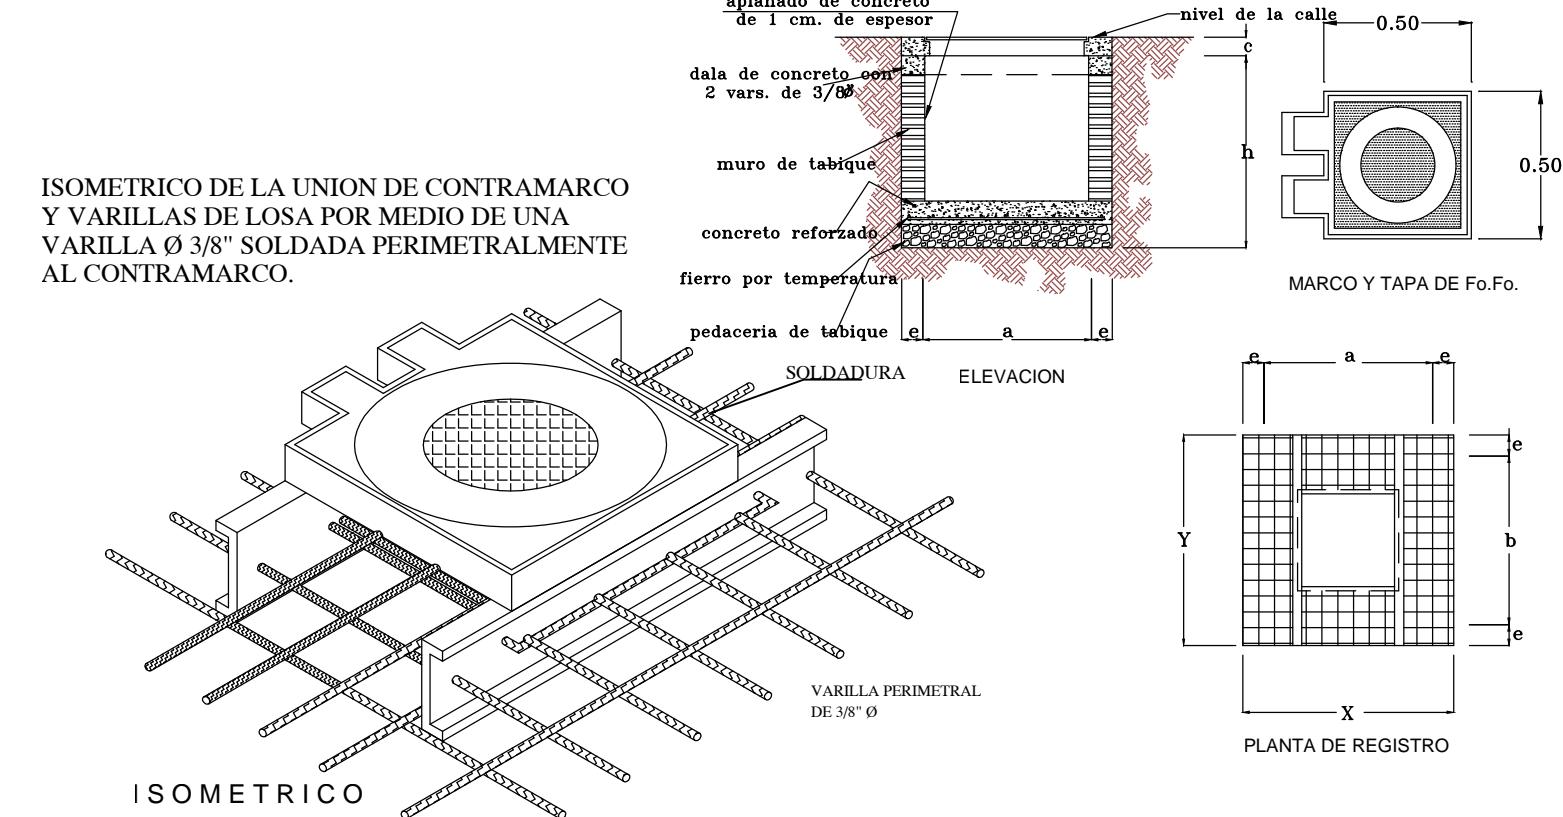 aplanado de concreto
de 1 cm. de espesor
nivel de la calle
0.50
c
dala de concreto con
2 vars. de 3/8"Ø
h
muro de tabique
0.50
ISOMETRICO DE LA UNION DE CONTRAMARCO
Y VARILLAS DE LOSA POR MEDIO DE UNA
VARILLA Ø 3/8" SOLDADA PERIMETRALMENTE
AL CONTRAMARCO.
concreto reforzado
fierro por temperatura
MARCO Y TAPA DE Fo.Fo.
pedaceria de tabique
e a e
SOLDADURA
ELEVACION
e a e
e
Y
b
e
VARILLA PERIMETRAL
DE 3/8" Ø
X
PLANTA DE REGISTRO
ISOMETRICO